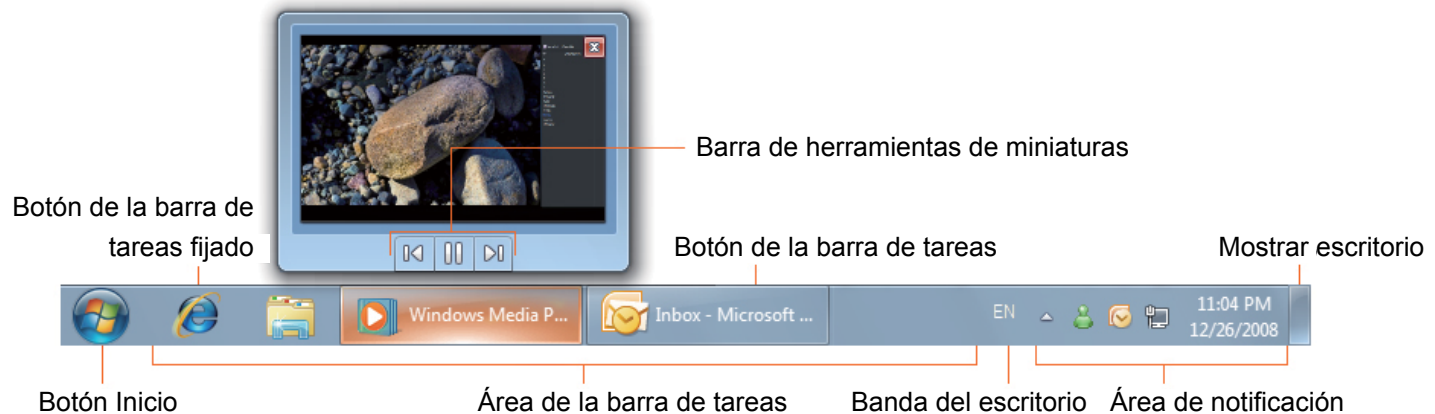 Barra de herramientas de miniaturas
Botón de la barra de
tareas fijado
Botón de la barra de tareas
Mostrar escritorio
Windows Media P...
Inbox - Microsoft ...
EN
11:04 PM
12/26/2008
Botón Inicio
Área de la barra de tareas
Banda del escritorio
Área de notificación